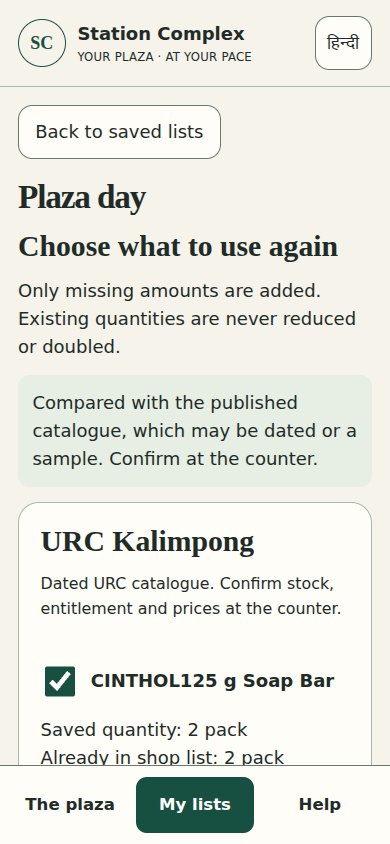 SC
Station Complex
YOUR PLAZA · AT YOUR PACE
हिन्दी
Back to saved lists
Plaza day
Choose what to use again
Only missing amounts are added.
Existing quantities are never reduced
or doubled.
Compared with the published
catalogue, which may be dated or a
sample. Confirm at the counter.
URC Kalimpong
Dated URC catalogue. Confirm stock,
entitlement and prices at the counter.
CINTHOL125 g Soap Bar
Saved quantity: 2 pack
Already in shop list: 2 pack
The plaza
My lists
Help